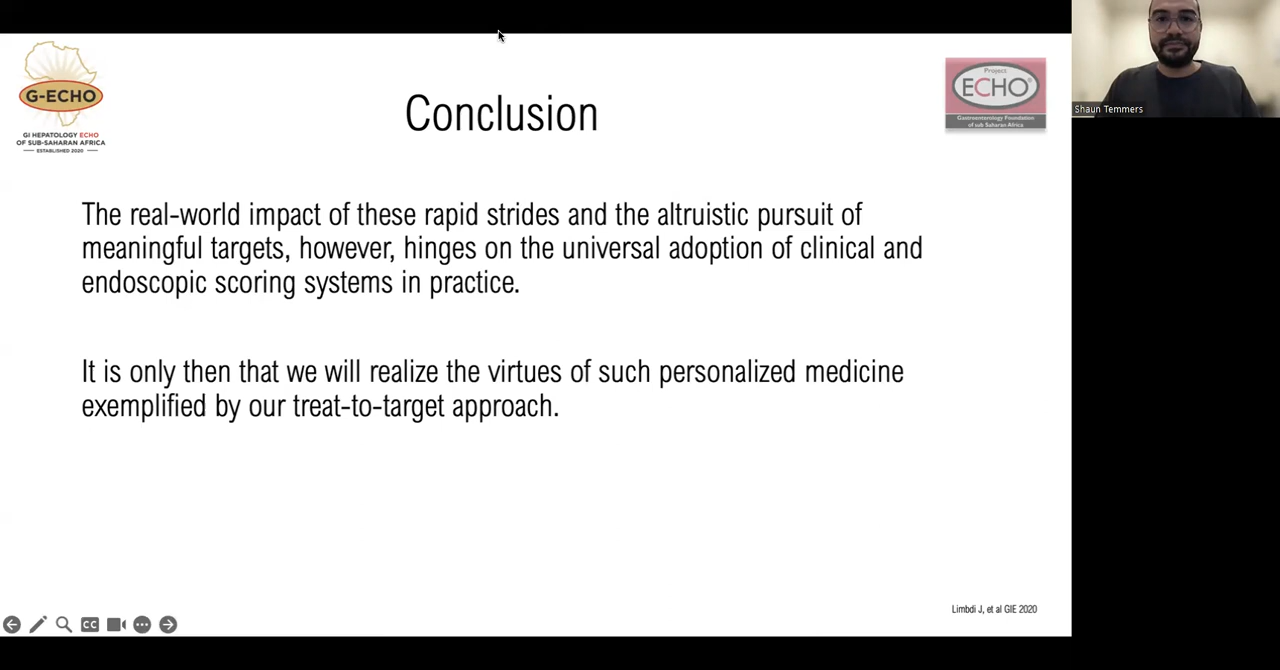 G-ECHO
GI HEPATOLOGY ECHO
OF SUB-SAHARAN AFRICA
ESTABLISHED 2020
Conclusion
Project
ECHO®
Gastroenterology Foundation
of sub Saharan Africa
Shaun Temmers
The real-world impact of these rapid strides and the altruistic pursuit of
meaningful targets, however, hinges on the universal adoption of clinical and
endoscopic scoring systems in practice.
It is only then that we will realize the virtues of such personalized medicine
exemplified by our treat-to-target approach.
Limbdi J, et al GIE 2020
CC